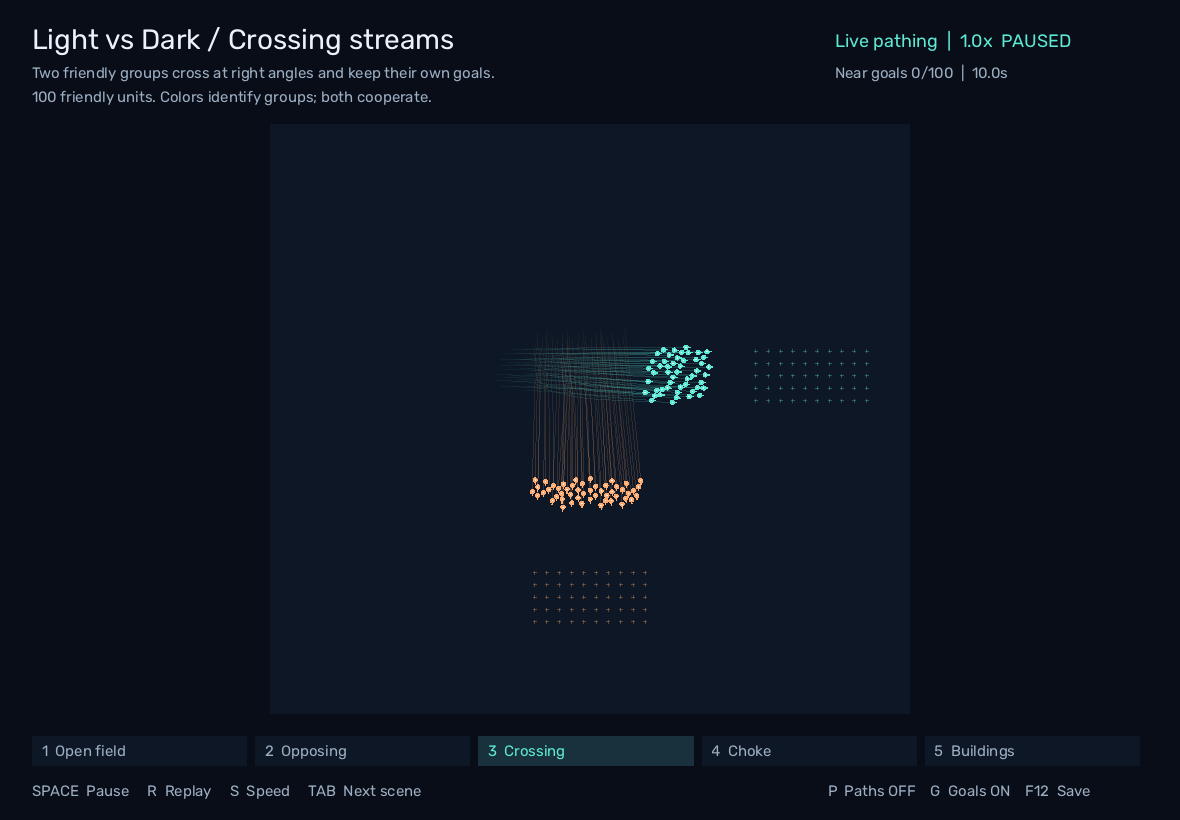 Light vs Dark / Crossing streams
Live pathing | 1.0x PAUSED
Two friendly groups cross at right angles and keep their own goals.
Near goals 0/100 | 10.0s
100 friendly units. Colors identify groups; both cooperate.
1 Open field
2 Opposing
3 Crossing
4 Choke
5 Buildings
SPACE Pause R Replay S Speed TAB Next scene
P Paths OFF G Goals ON F12 Save